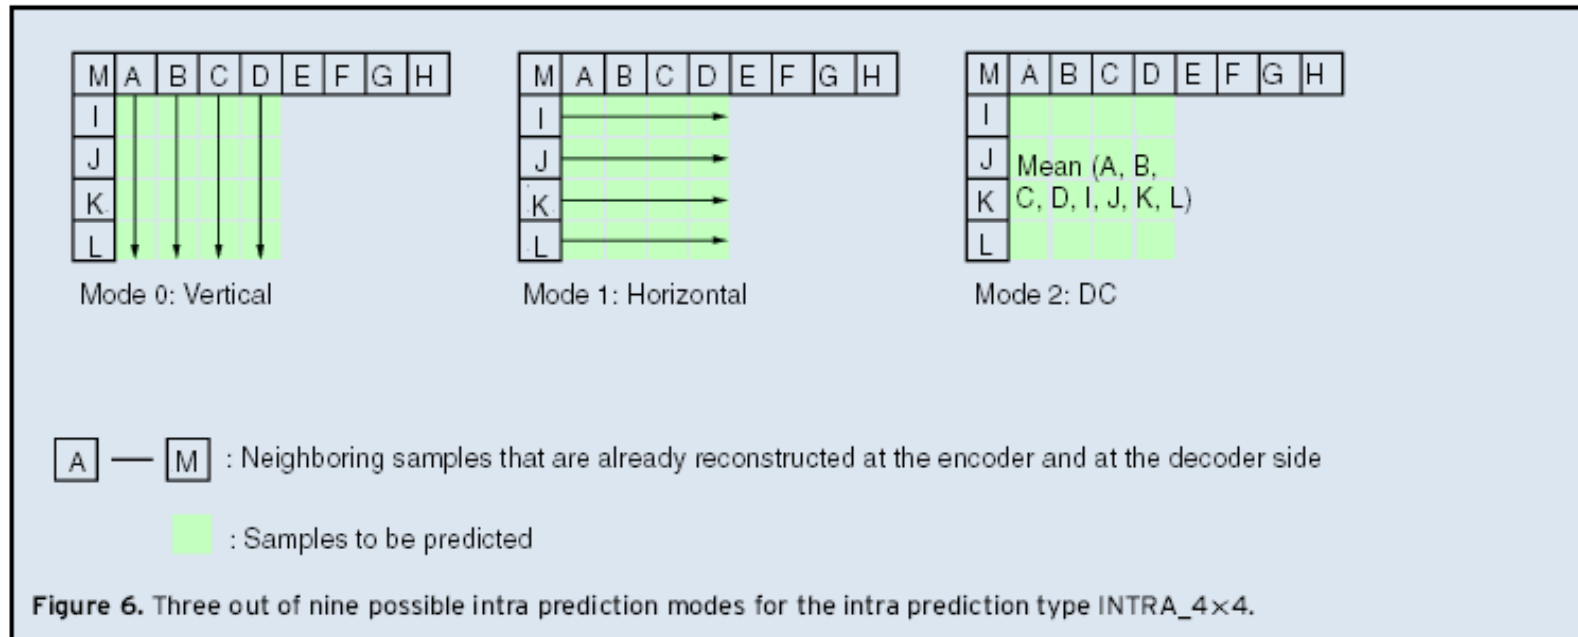 M A B C D E F G H
I
J
K
L
Mode 0: Vertical
M A B C D E F G H
I
J
K
L
Mode 1: Horizontal
M A B C D E F G H
I
J
K
L
Mean (A, B,
C, D, I, J, K, L)
Mode 2: DC
A — M : Neighboring samples that are already reconstructed at the encoder and at the decoder side
: Samples to be predicted
Figure 6. Three out of nine possible intra prediction modes for the intra prediction type INTRA_4×4.